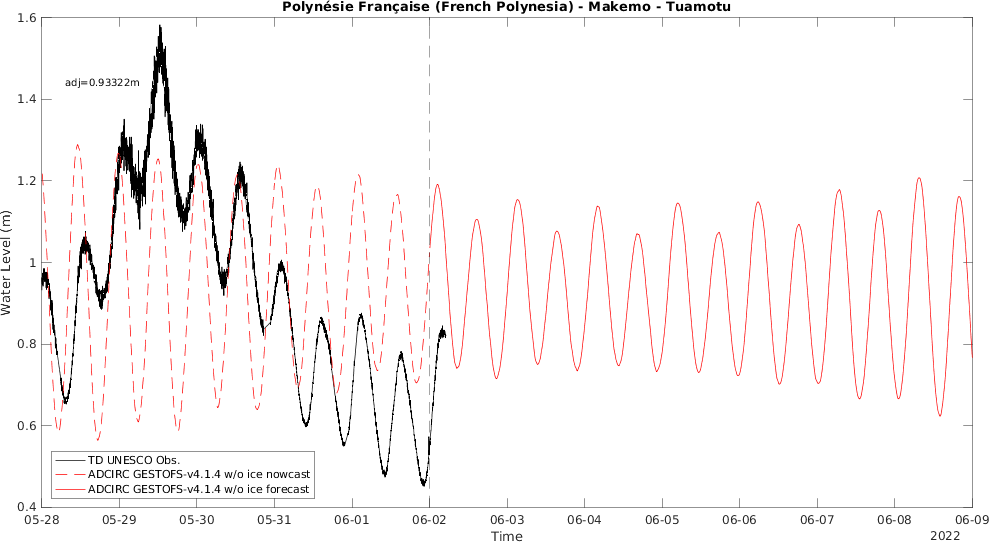 Polynésie Française (French Polynesia) - Makemo - Tuamotu
1.6
1.4
1.2
1
0.8
0.6
0.4
Water Level (m)
adj=0.93322m
TD UNESCO Obs.
ADCIRC GESTOFS-v4.1.4 w/o ice nowcast
ADCIRC GESTOFS-v4.1.4 w/o ice forecast
05-28 05-29 05-30 05-31 06-01 06-02 06-03 06-04 06-05 06-06 06-07 06-08 06-09
Time
2022